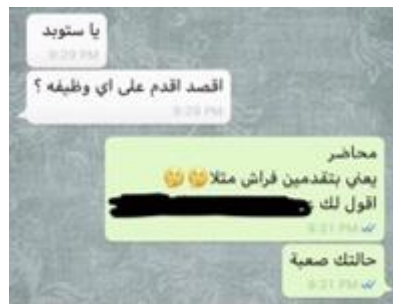 يا ستوبد
9:29 PM
اقصد اقدم على اي وظيفه ؟
9:29 PM
محاضر
يعني بتقدمين فراش مثلا🤔🤔
اقول لك
9:31 PM
حالتك صعبة
9:31 PM